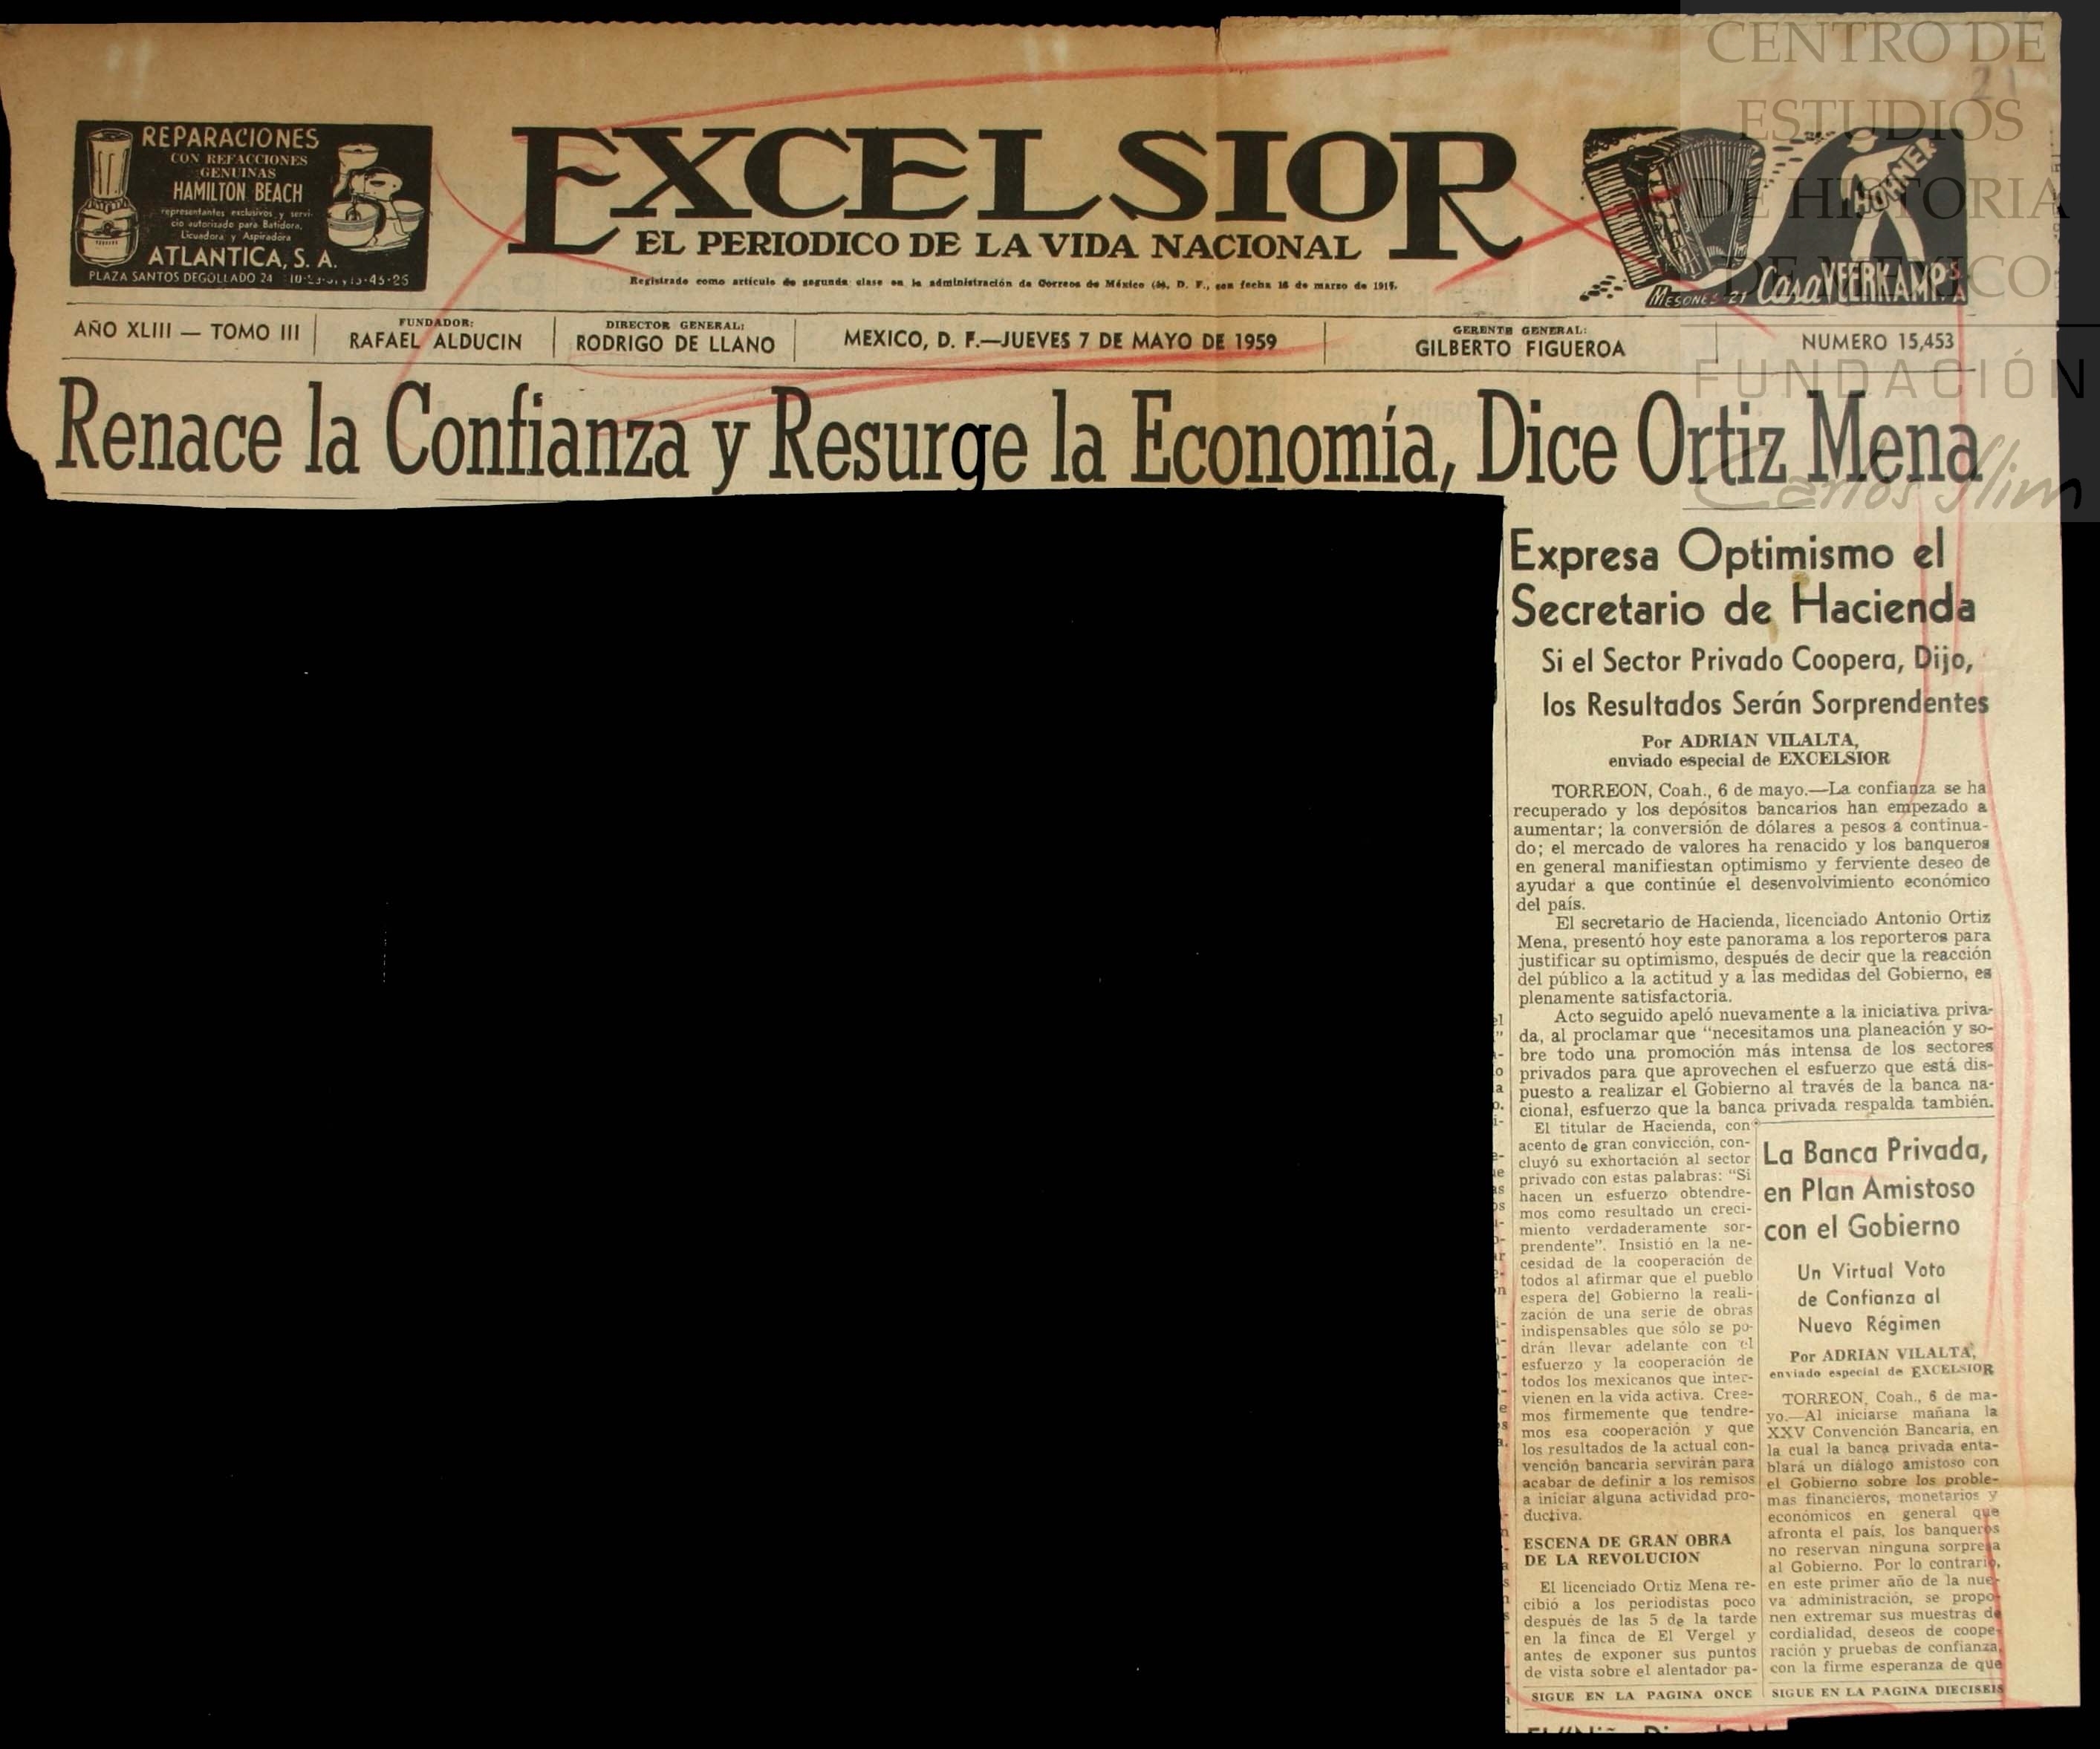 REPARACIONES
CON REFACCIONES
GENUINAS
HAMILTON BEACH
representantes exclusivos y servi-
cio autorizado para Batidora,
Licuadora y Aspiradora
ATLANTICA, S. A.
PLAZA SANTOS DEGOLLADO 24
EXCELSIOR
EL PERIODICO DE LA VIDA NACIONAL
Registrado como artículo de segunda clase en la administración de Correos de México D. F., con fecha 18 de marzo de
HOHNER
MESONES 21 Casa VEERKAMP S A
CENTRO DE
ESTUDIOS
DE HISTORIA
DE MÉXICO
FUNDACIÓN
Carlos Slim
21
AÑO XLIII — TOMO III
FUNDADOR:
RAFAEL ALDUCIN
DIRECTOR GENERAL:
RODRIGO DE LLANO
MEXICO, D. F.—JUEVES 7 DE MAYO DE 1959
GERENTE GENERAL:
GILBERTO FIGUEROA
NUMERO 15,453
Renace la Confianza y Resurge la Economía, Dice Ortiz Mena
Expresa Optimismo el
Secretario de Hacienda
Si el Sector Privado Coopera, Dijo,
los Resultados Serán Sorprendentes
Por ADRIAN VILALTA,
enviado especial de EXCELSIOR
TORREON, Coah., 6 de mayo.—La confianza se ha
recuperado y los depósitos bancarios han empezado a
aumentar; la conversión de dólares a pesos a continua-
do; el mercado de valores ha renacido y los banqueros
en general manifiestan optimismo y ferviente deseo de
ayudar a que continúe el desenvolvimiento económico
del país.
El secretario de Hacienda, licenciado Antonio Ortiz
Mena, presentó hoy este panorama a los reporteros para
justificar su optimismo, después de decir que la reacción
del público a la actitud y a las medidas del Gobierno, es
plenamente satisfactoria.
Acto seguido apeló nuevamente a la iniciativa priva-
da, al proclamar que "necesitamos una planeación y so-
bre todo una promoción más intensa de los sectores
privados para que aprovechen el esfuerzo que está dis-
puesto a realizar el Gobierno al través de la banca na-
cional, esfuerzo que la banca privada respalda también.
El titular de Hacienda, con
acento de gran convicción, con-
cluyó su exhortación al sector
privado con estas palabras: "Si
hacen un esfuerzo obtendre-
mos como resultado un creci-
miento verdaderamente sor-
prendente". Insistió en la ne-
cesidad de la cooperación de
todos al afirmar que el pueblo
espera del Gobierno la reali-
zación de una serie de obras
indispensables que sólo se po-
drán llevar adelante con el
esfuerzo y la cooperación de
todos los mexicanos que inter-
vienen en la vida activa. Cree-
mos firmemente que tendre-
mos esa cooperación y que
los resultados de la actual con-
vención bancaria servirán para
acabar de definir a los remisos
a iniciar alguna actividad pro-
ductiva.
ESCENA DE GRAN OBRA
DE LA REVOLUCION
El licenciado Ortiz Mena re-
cibió a los periodistas poco
después de las 5 de la tarde
en la finca de El Vergel y
antes de exponer sus puntos
de vista sobre el alentador pa-
SIGUE EN LA PAGINA ONCE
La Banca Privada,
en Plan Amistoso
con el Gobierno
Un Virtual Voto
de Confianza al
Nuevo Régimen
Por ADRIAN VILALTA,
enviado especial de EXCELSIOR
TORREON, Coah., 6 de ma-
yo.—Al iniciarse mañana la
XXV Convención Bancaria, en
la cual la banca privada enta-
blará un diálogo amistoso con
el Gobierno sobre los proble-
mas financieros, monetarios y
económicos en general que
afronta el país, los banqueros
no reservan ninguna sorpresa
al Gobierno. Por lo contrario,
en este primer año de la nue-
va administración, se propo-
nen extremar sus muestras de
cordialidad, deseos de coope-
ración y pruebas de confianza,
con la firme esperanza de que
SIGUE EN LA PAGINA DIECISEIS